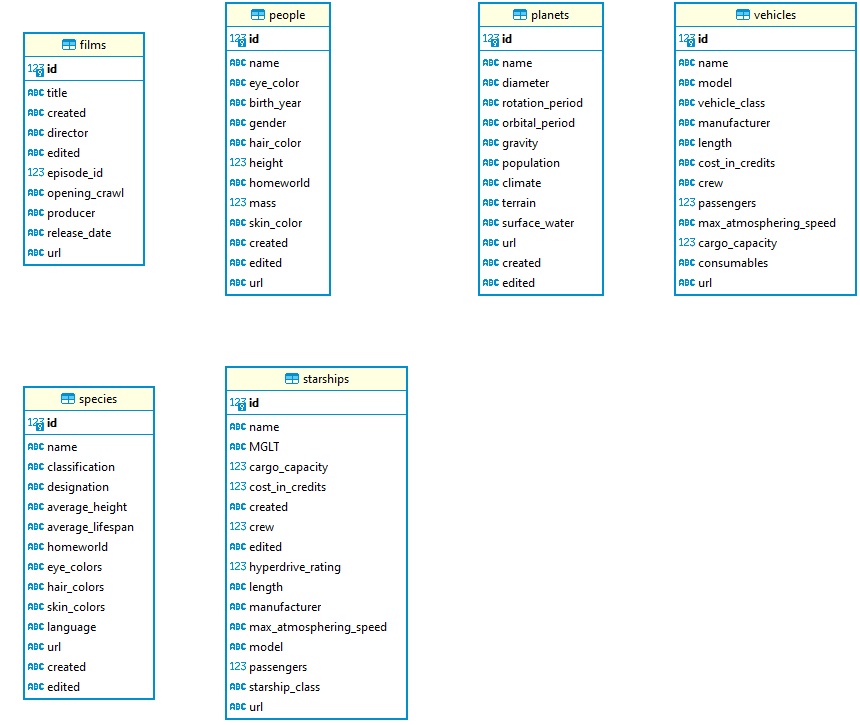 films
123 id
ABC title
ABC created
ABC director
ABC edited
123 episode_id
ABC opening_crawl
ABC producer
ABC release_date
ABC url
people
123 id
ABC name
ABC eye_color
ABC birth_year
ABC gender
ABC hair_color
123 height
ABC homeworld
123 mass
ABC skin_color
ABC created
ABC edited
ABC url
planets
123 id
ABC name
ABC diameter
ABC rotation_period
ABC orbital_period
ABC gravity
ABC population
ABC climate
ABC terrain
ABC surface_water
ABC url
ABC created
ABC edited
vehicles
123 id
ABC name
ABC model
ABC vehicle_class
ABC manufacturer
ABC length
ABC cost_in_credits
ABC crew
123 passengers
ABC max_atmosphering_speed
123 cargo_capacity
ABC consumables
ABC url
species
123 id
ABC name
ABC classification
ABC designation
ABC average_height
ABC average_lifespan
ABC homeworld
ABC eye_colors
ABC hair_colors
ABC skin_colors
ABC language
ABC url
ABC created
ABC edited
starships
123 id
ABC name
ABC MGLT
123 cargo_capacity
123 cost_in_credits
ABC created
123 crew
ABC edited
123 hyperdrive_rating
ABC length
ABC manufacturer
ABC max_atmosphering_speed
ABC model
123 passengers
ABC starship_class
ABC url